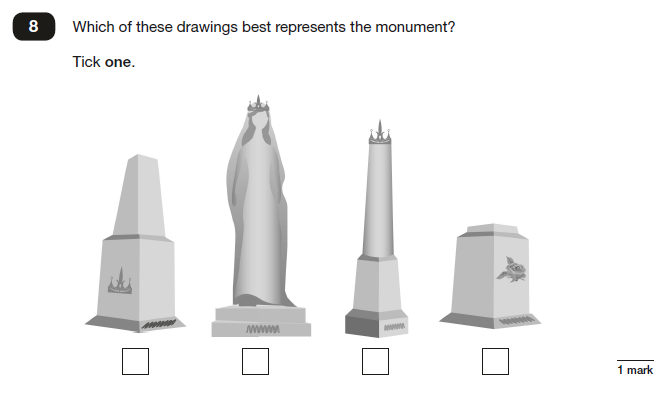 8 Which of these drawings best represents the monument?
Tick one.
1 mark